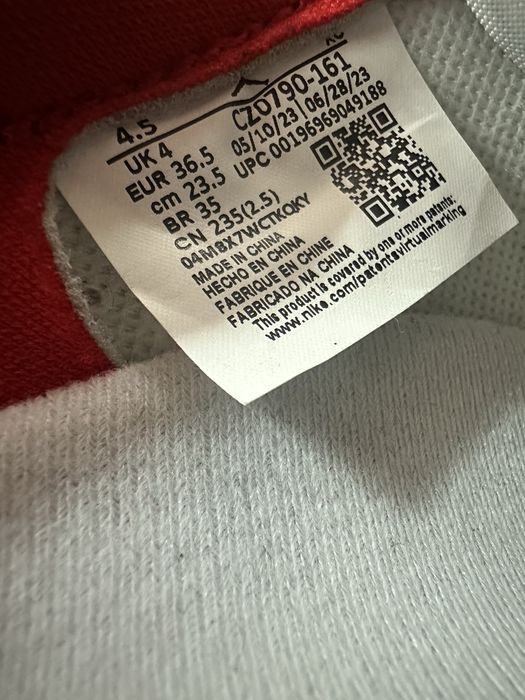 4.5
UK 4
EUR 36.5
cm 23.5
BR 35
CN 235(2.5)
CZ0790-161
05/10/23 | 06/28/23
UPC 00196969049188
04M8X7WCTKQKY
MADE IN CHINA
HECHO EN CHINA
FABRIQUE EN CHINE
FABRICADO NA CHINA
This product is covered by one or more patents:
www.nike.com/patentsvirtualmarking